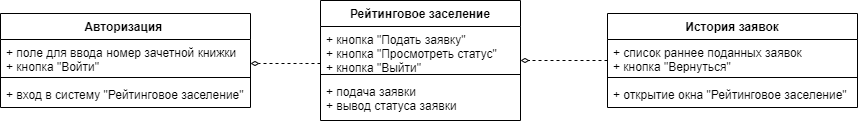 Авторизация
+ поле для ввода номер зачетной книжки
+ кнопка "Войти"
+ вход в систему "Рейтинговое заселение"
Рейтинговое заселение
+ кнопка "Подать заявку"
+ кнопка "Просмотреть статус"
+ кнопка "Выйти"
+ подача заявки
+ вывод статуса заявки
История заявок
+ список раннее поданных заявок
+ кнопка "Вернуться"
+ открытие окна "Рейтинговое заселение"